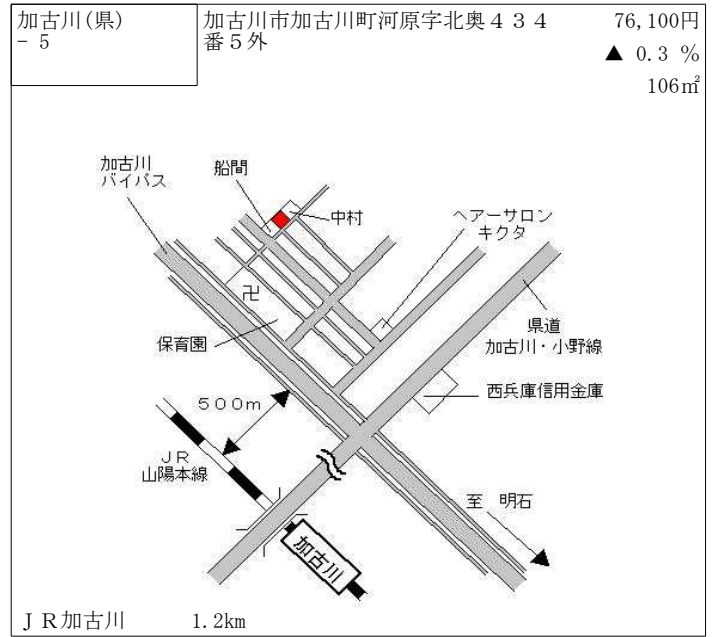 加古川(県)
- 5
加古川市加古川町河原字北奥４３４
番５外
76,100円
▲ 0.3 %
106㎡
加古川
バイパス
船間
中村
ヘアーサロン
キクタ
卍
保育園
県道
加古川・小野線
西兵庫信用金庫
５００ｍ
ＪＲ
山陽本線
至 明石
加古川
ＪＲ加古川 1.2km